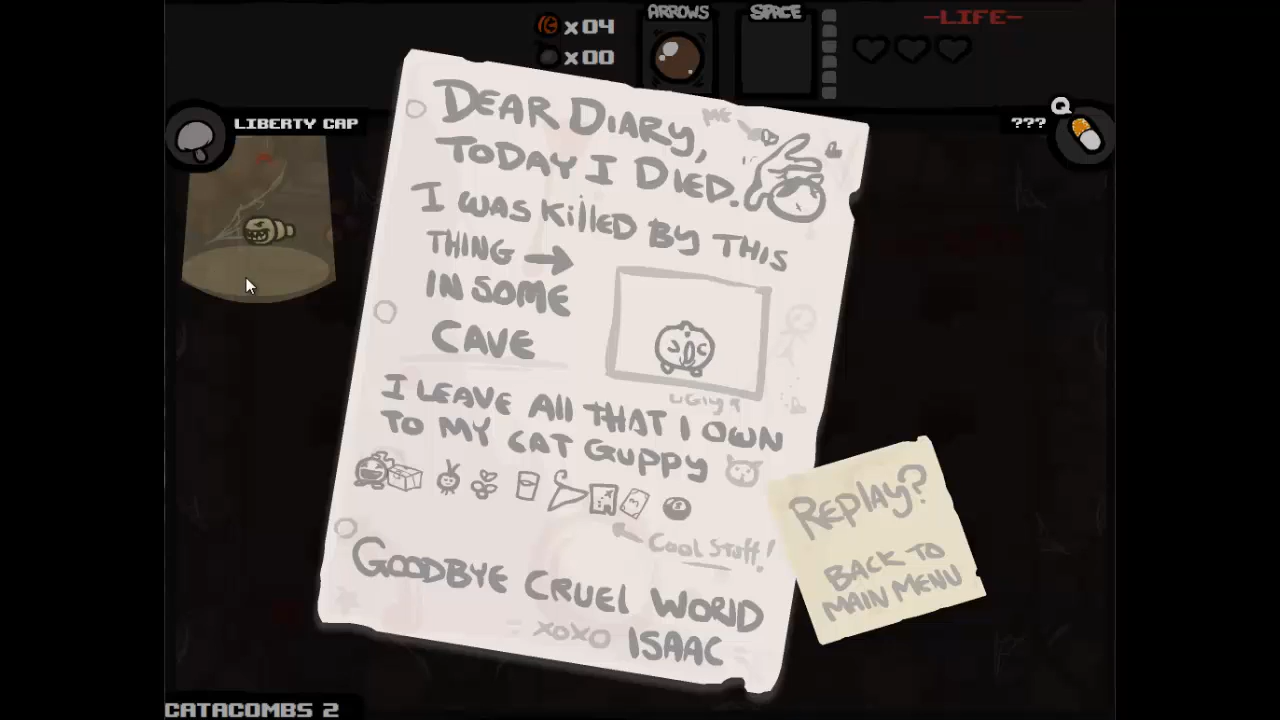 ARROWS
SPACE
-LIFE-
x04
x00
LIBERTY CAP
Q
???
DEAR DIARY,
TODAY I DIED.
ME
I WAS KILLED BY THIS
THING →
IN SOME
CAVE
UGLY
I LEAVE ALL THAT I OWN
TO MY CAT GUPPY
COOL STUFF!
GOODBYE CRUEL WORLD
XOXO ISAAC
REPLAY?
BACK TO
MAIN MENU
CATACOMBS 2